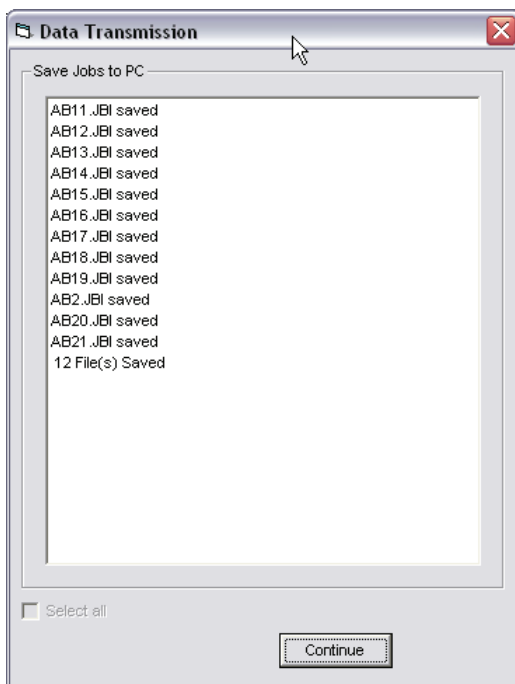 Data Transmission
Save Jobs to PC
AB11.JBI saved
AB12.JBI saved
AB13.JBI saved
AB14.JBI saved
AB15.JBI saved
AB16.JBI saved
AB17.JBI saved
AB18.JBI saved
AB19.JBI saved
AB2.JBI saved
AB20.JBI saved
AB21.JBI saved
12 File(s) Saved
Select all
Continue